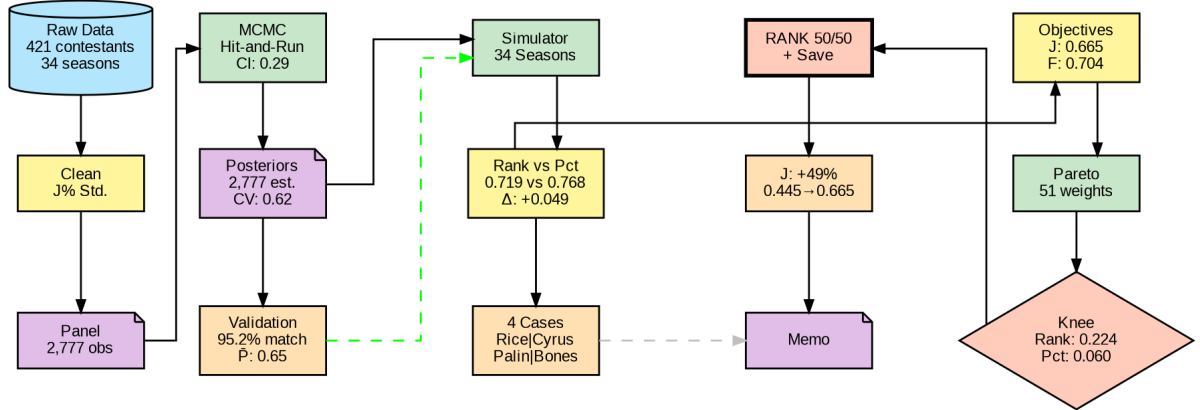 Raw Data
421 contestants
34 seasons
Clean
J% Std.
Panel
2,777 obs
MCMC
Hit-and-Run
CI: 0.29
Posteriors
2,777 est.
CV: 0.62
Validation
95.2% match
P̄: 0.65
Simulator
34 Seasons
Rank vs Pct
0.719 vs 0.768
Δ: +0.049
4 Cases
Rice|Cyrus
Palin|Bones
RANK 50/50
+ Save
J: +49%
0.445→0.665
Memo
Objectives
J: 0.665
F: 0.704
Pareto
51 weights
Knee
Rank: 0.224
Pct: 0.060